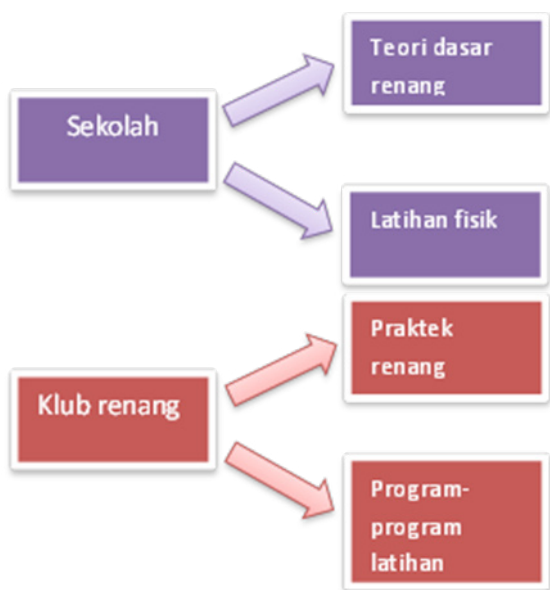 Sekolah
Teori dasar
renang
Latihan fisik
Klub renang
Praktek
renang
Program-
program
latihan